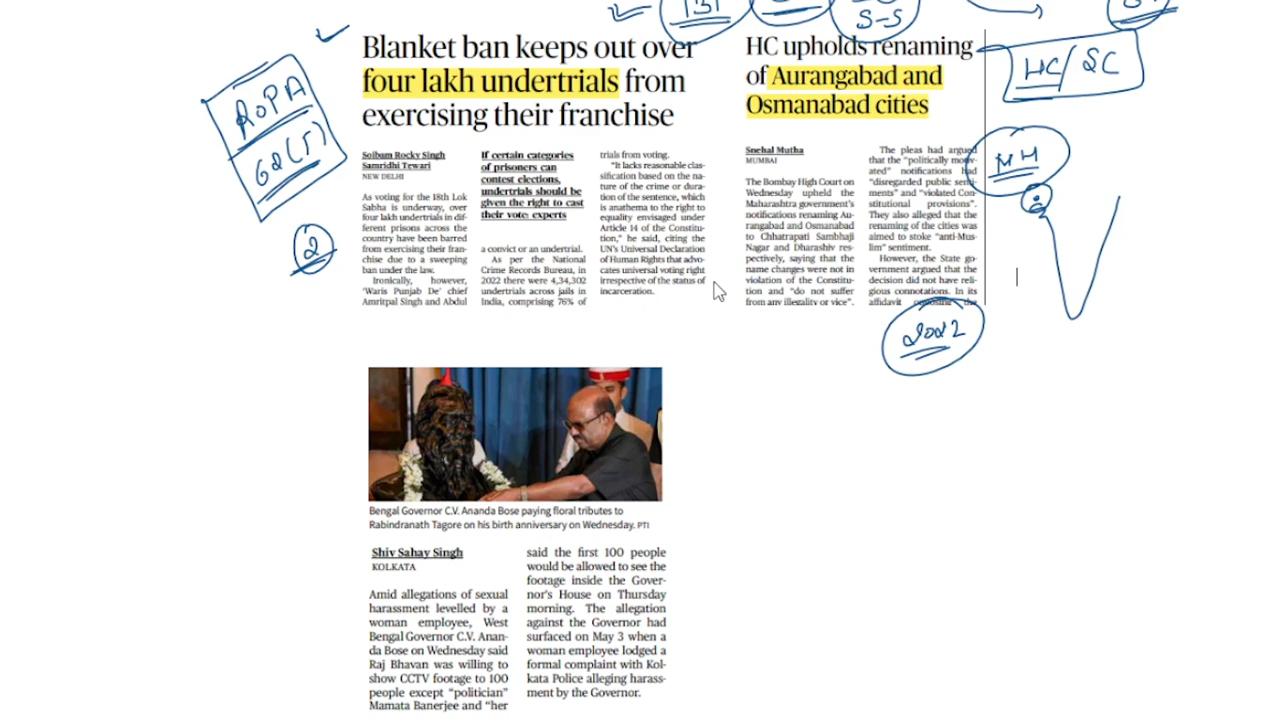 S-S
Blanket ban keeps out over
four lakh undertrials from
exercising their franchise
ROPA
62(5)
2
Soibam Rocky Singh
Samridhi Tewari
NEW DELHI
As voting for the 18th Lok
Sabha is underway, over
four lakh undertrials in dif-
ferent prisons across the
country have been barred
from exercising their fran-
chise due to a sweeping
ban under the law.
Ironically, however,
'Waris Punjab De' chief
Amritpal Singh and Abdul
If certain categories
of prisoners can
contest elections,
undertrials should be
given the right to cast
their vote: experts
a convict or an undertrial.
As per the National
Crime Records Bureau, in
2022 there were 4,34,302
undertrials across jails in
India, comprising 76% of
trials from voting.
"It lacks reasonable clas-
sification based on the na-
ture of the crime or dura-
tion of the sentence, which
is anathema to the right to
equality envisaged under
Article 14 of the Constitu-
tion," he said, citing the
UN's Universal Declaration
of Human Rights that advo-
cates universal voting right
irrespective of the status of
incarceration.
HC upholds renaming
of Aurangabad and
Osmanabad cities
HC/SC
MH
Snehal Mutha
MUMBAI
The Bombay High Court on
Wednesday upheld the
Maharashtra government's
notifications renaming Au-
rangabad and Osmanabad
to Chhatrapati Sambhaji
Nagar and Dharashiv res-
pectively, saying that the
name changes were not in
violation of the Constitu-
tion and "do not suffer
from any illegality or vice".
The pleas had argued
that the "politically motiv-
ated" notifications had
"disregarded public senti-
ments" and "violated Con-
stitutional provisions".
They also alleged that the
renaming of the cities was
aimed to stoke "anti-Mus-
lim" sentiment.
However, the State go-
vernment argued that the
decision did not have reli-
gious connotations. In its
affidavit opposing the
2022
Bengal Governor C.V. Ananda Bose paying floral tributes to
Rabindranath Tagore on his birth anniversary on Wednesday. PTI
Shiv Sahay Singh
KOLKATA
Amid allegations of sexual
harassment levelled by a
woman employee, West
Bengal Governor C.V. Anan-
da Bose on Wednesday said
Raj Bhavan was willing to
show CCTV footage to 100
people except "politician"
Mamata Banerjee and "her
said the first 100 people
would be allowed to see the
footage inside the Gover-
nor's House on Thursday
morning. The allegation
against the Governor had
surfaced on May 3 when a
woman employee lodged a
formal complaint with Kol-
kata Police alleging harass-
ment by the Governor.